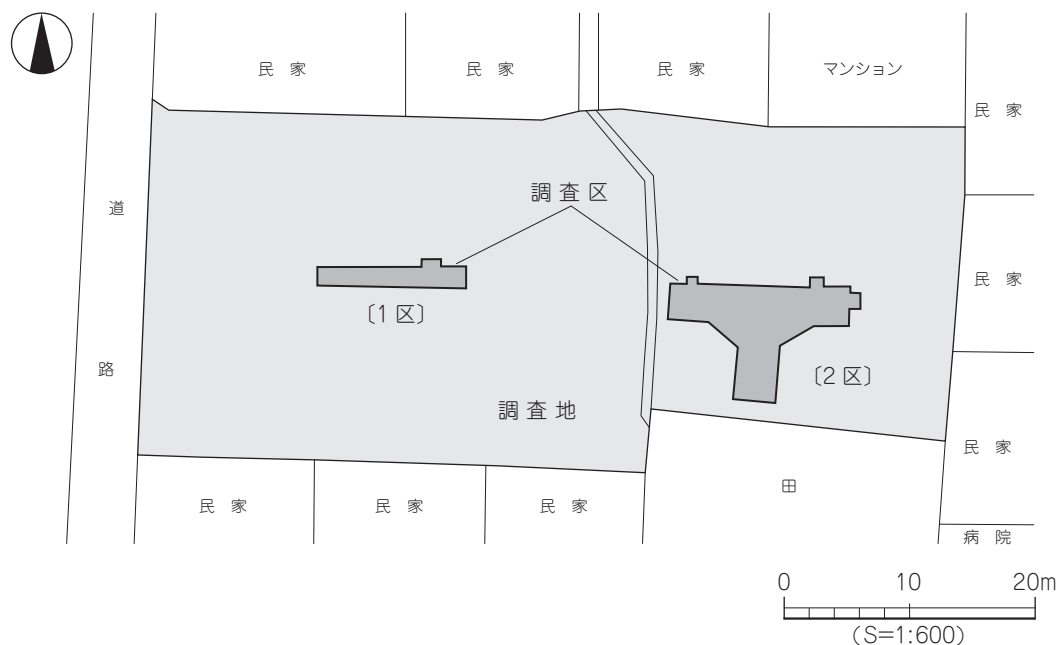 民 家
民 家
民 家
マンション
民 家
調 査 区
道
路
〔1 区〕
民 家
〔2 区〕
調 査 地
民 家
民 家
民 家
民 家
田
病 院
0 10 20m
(S=1:600)